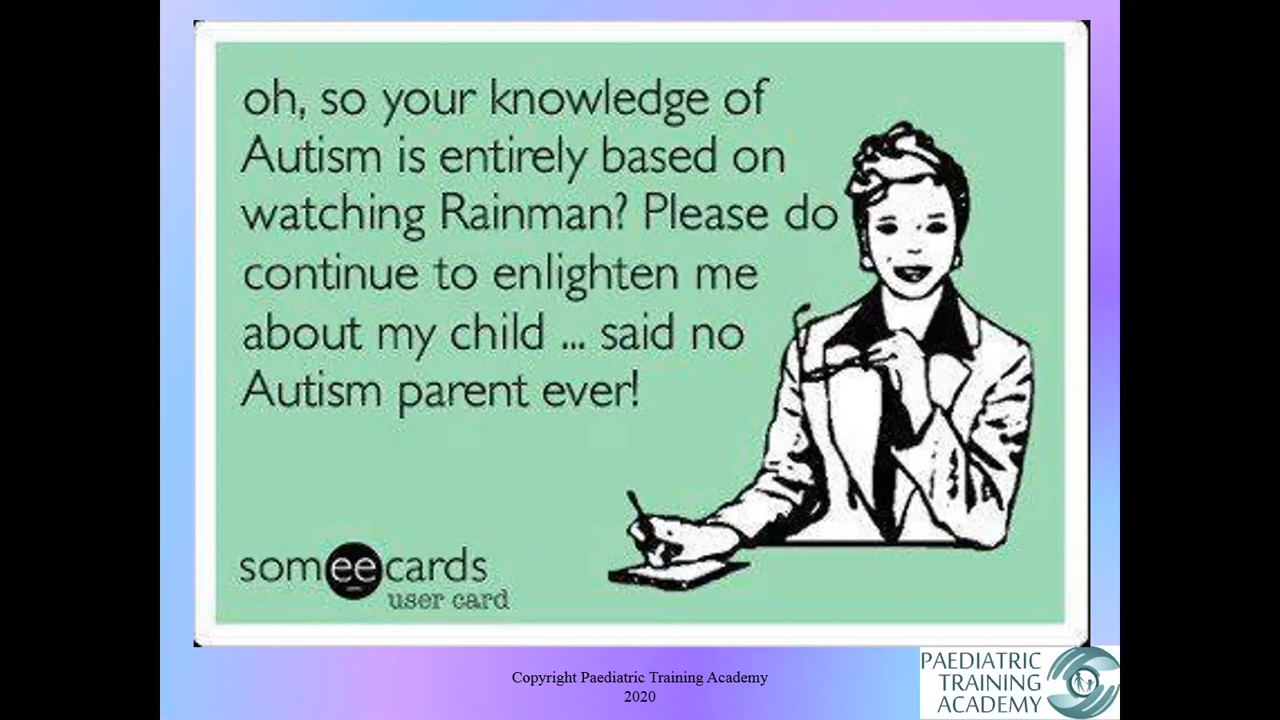 oh, so your knowledge of
Autism is entirely based on
watching Rainman? Please do
continue to enlighten me
about my child ... said no
Autism parent ever!
someecards
user card
Copyright Paediatric Training Academy
2020
PAEDIATRIC
TRAINING
ACADEMY